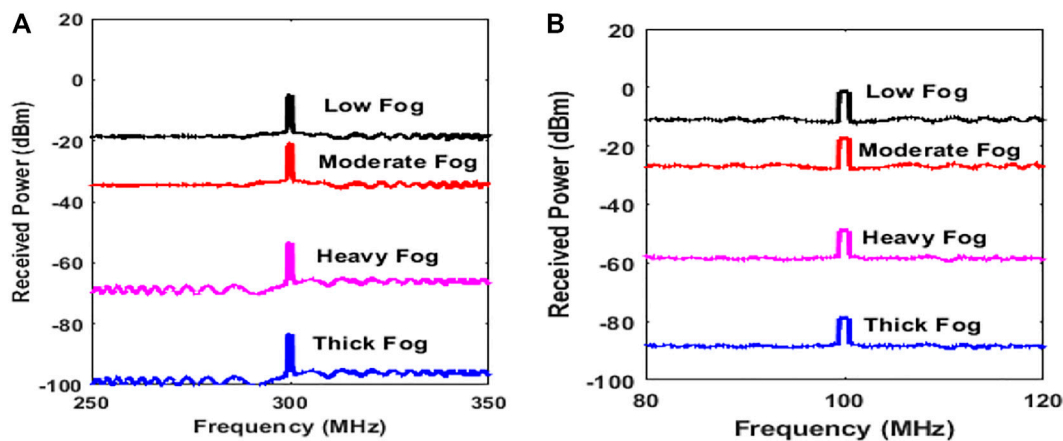 A
Received Power (dBm)
20
0
-20
-40
-60
-80
-100
Low Fog
Moderate Fog
Heavy Fog
Thick Fog
250
300
350
Frequency (MHz)
B
Received Power (dBm)
20
0
-20
-40
-60
-80
-100
Low Fog
Moderate Fog
Heavy Fog
Thick Fog
80
100
120
Frequency (MHz)